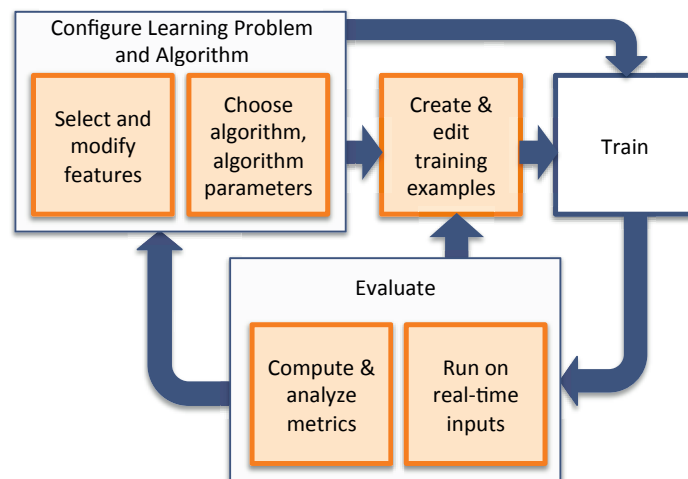 Configure Learning Problem
and Algorithm
Select and
modify
features
Choose
algorithm,
algorithm
parameters
Create &
edit
training
examples
Train
Evaluate
Compute &
analyze
metrics
Run on
real-time
inputs